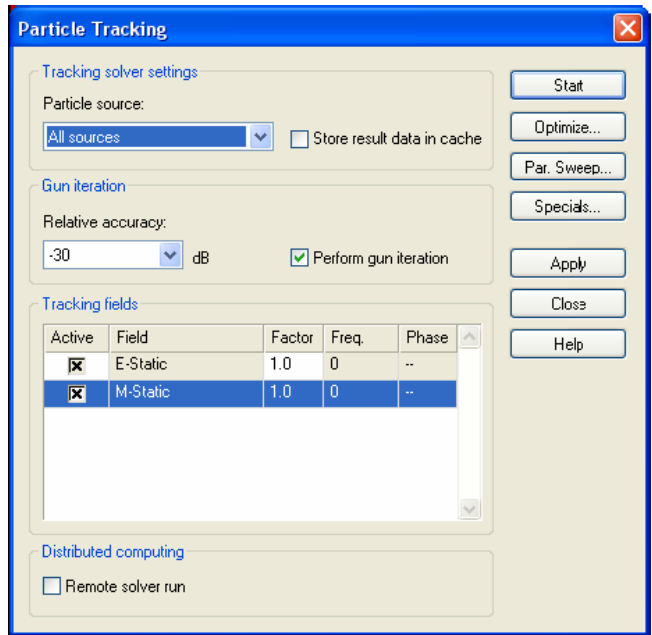 Particle Tracking
Tracking solver settings
Particle source:
All sources
Store result data in cache
Gun iteration
Relative accuracy:
-30 dB
Perform gun iteration
Tracking fields
Active Field Factor Freq. Phase
E-Static 1.0 0 --
M-Static 1.0 0 --
Distributed computing
Remote solver run
Start
Optimize...
Par. Sweep...
Specials...
Apply
Close
Help